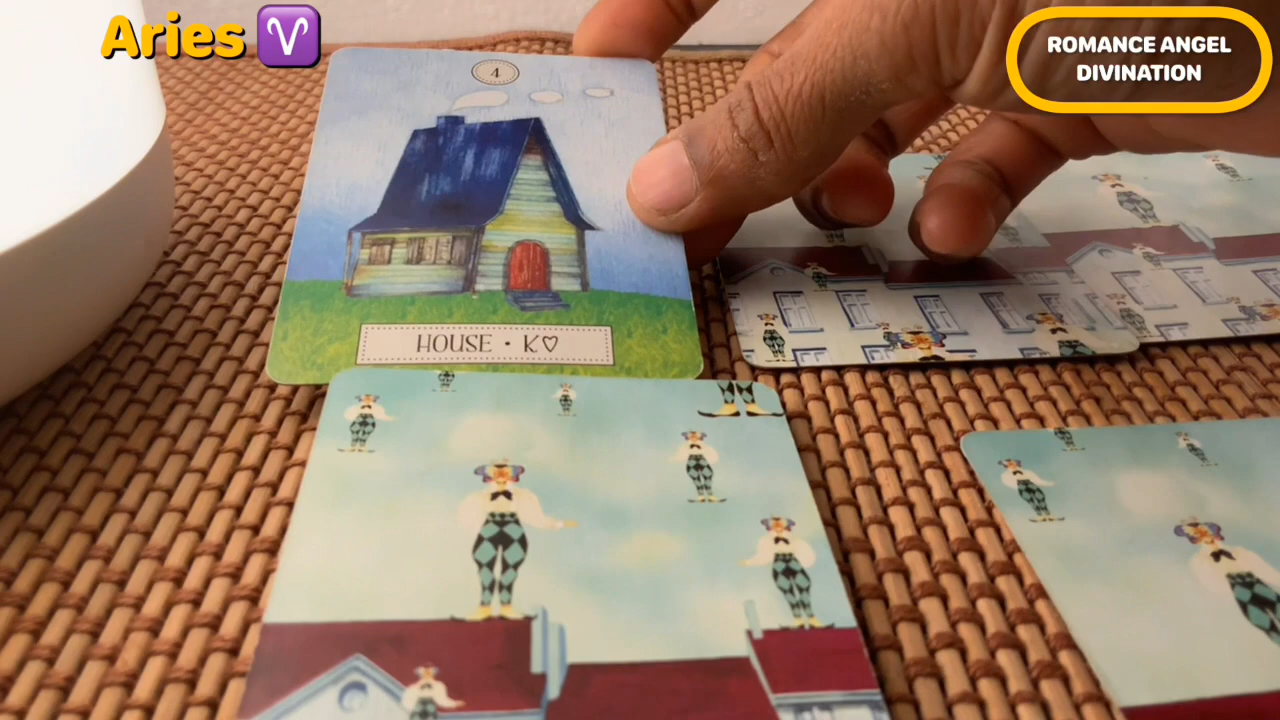 Aries ♈
ROMANCE ANGEL
DIVINATION
4
HOUSE • K♡